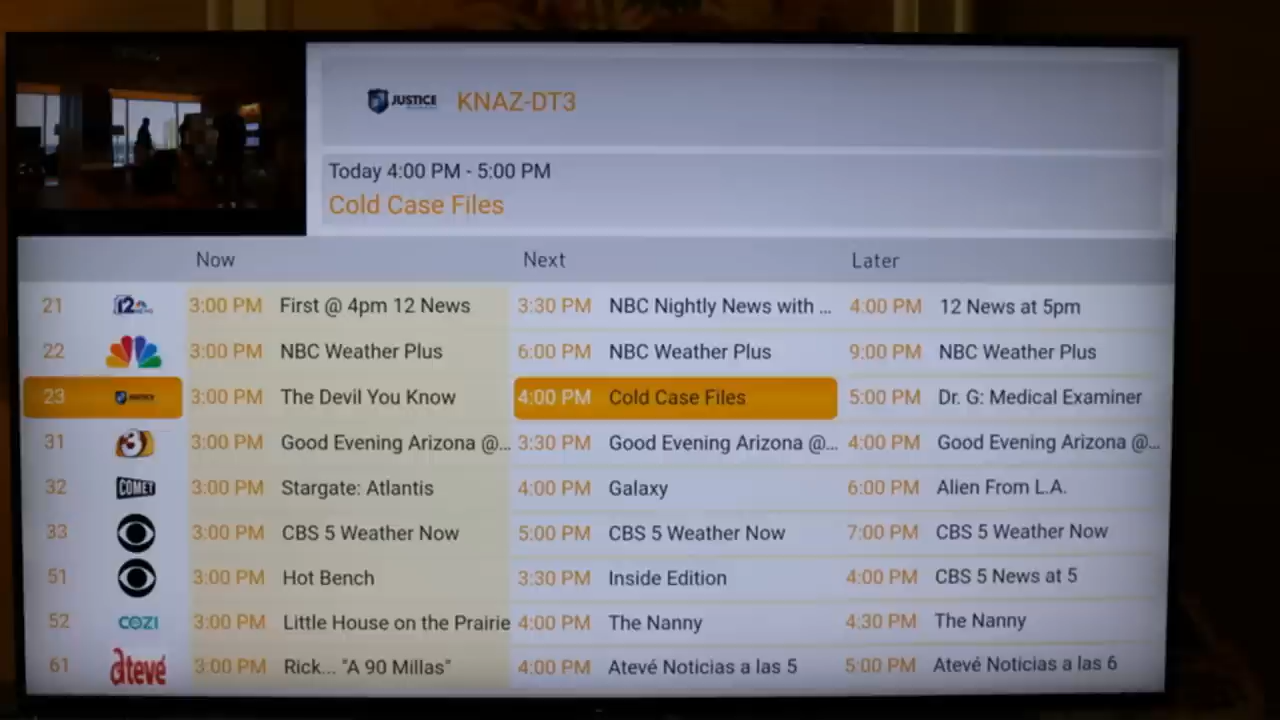 JUSTICE KNAZ-DT3
Today 4:00 PM - 5:00 PM
Cold Case Files
Now Next Later
21 12 NEWS 3:00 PM First @ 4pm 12 News 3:30 PM NBC Nightly News with ... 4:00 PM 12 News at 5pm
22 3:00 PM NBC Weather Plus 6:00 PM NBC Weather Plus 9:00 PM NBC Weather Plus
23 JUSTICE 3:00 PM The Devil You Know 4:00 PM Cold Case Files 5:00 PM Dr. G: Medical Examiner
31 3 3:00 PM Good Evening Arizona @... 3:30 PM Good Evening Arizona @... 4:00 PM Good Evening Arizona @...
32 COMET 3:00 PM Stargate: Atlantis 4:00 PM Galaxy 6:00 PM Alien From L.A.
33 3:00 PM CBS 5 Weather Now 5:00 PM CBS 5 Weather Now 7:00 PM CBS 5 Weather Now
51 3:00 PM Hot Bench 3:30 PM Inside Edition 4:00 PM CBS 5 News at 5
52 COZI 3:00 PM Little House on the Prairie 4:00 PM The Nanny 4:30 PM The Nanny
61 atevé 3:00 PM Rick... "A 90 Millas" 4:00 PM Atevé Noticias a las 5 5:00 PM Atevé Noticias a las 6